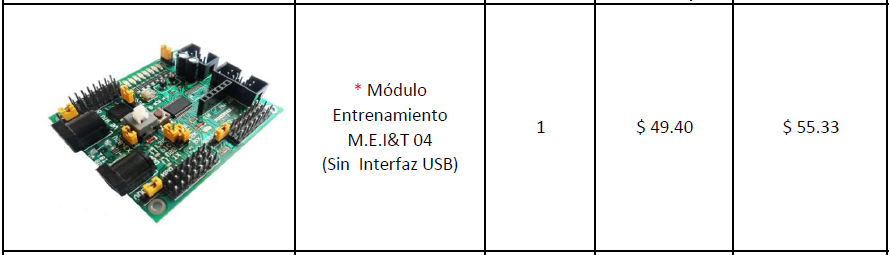 * Módulo
Entrenamiento
M.E.I&T 04
(Sin Interfaz USB)
1
$ 49.40
$ 55.33